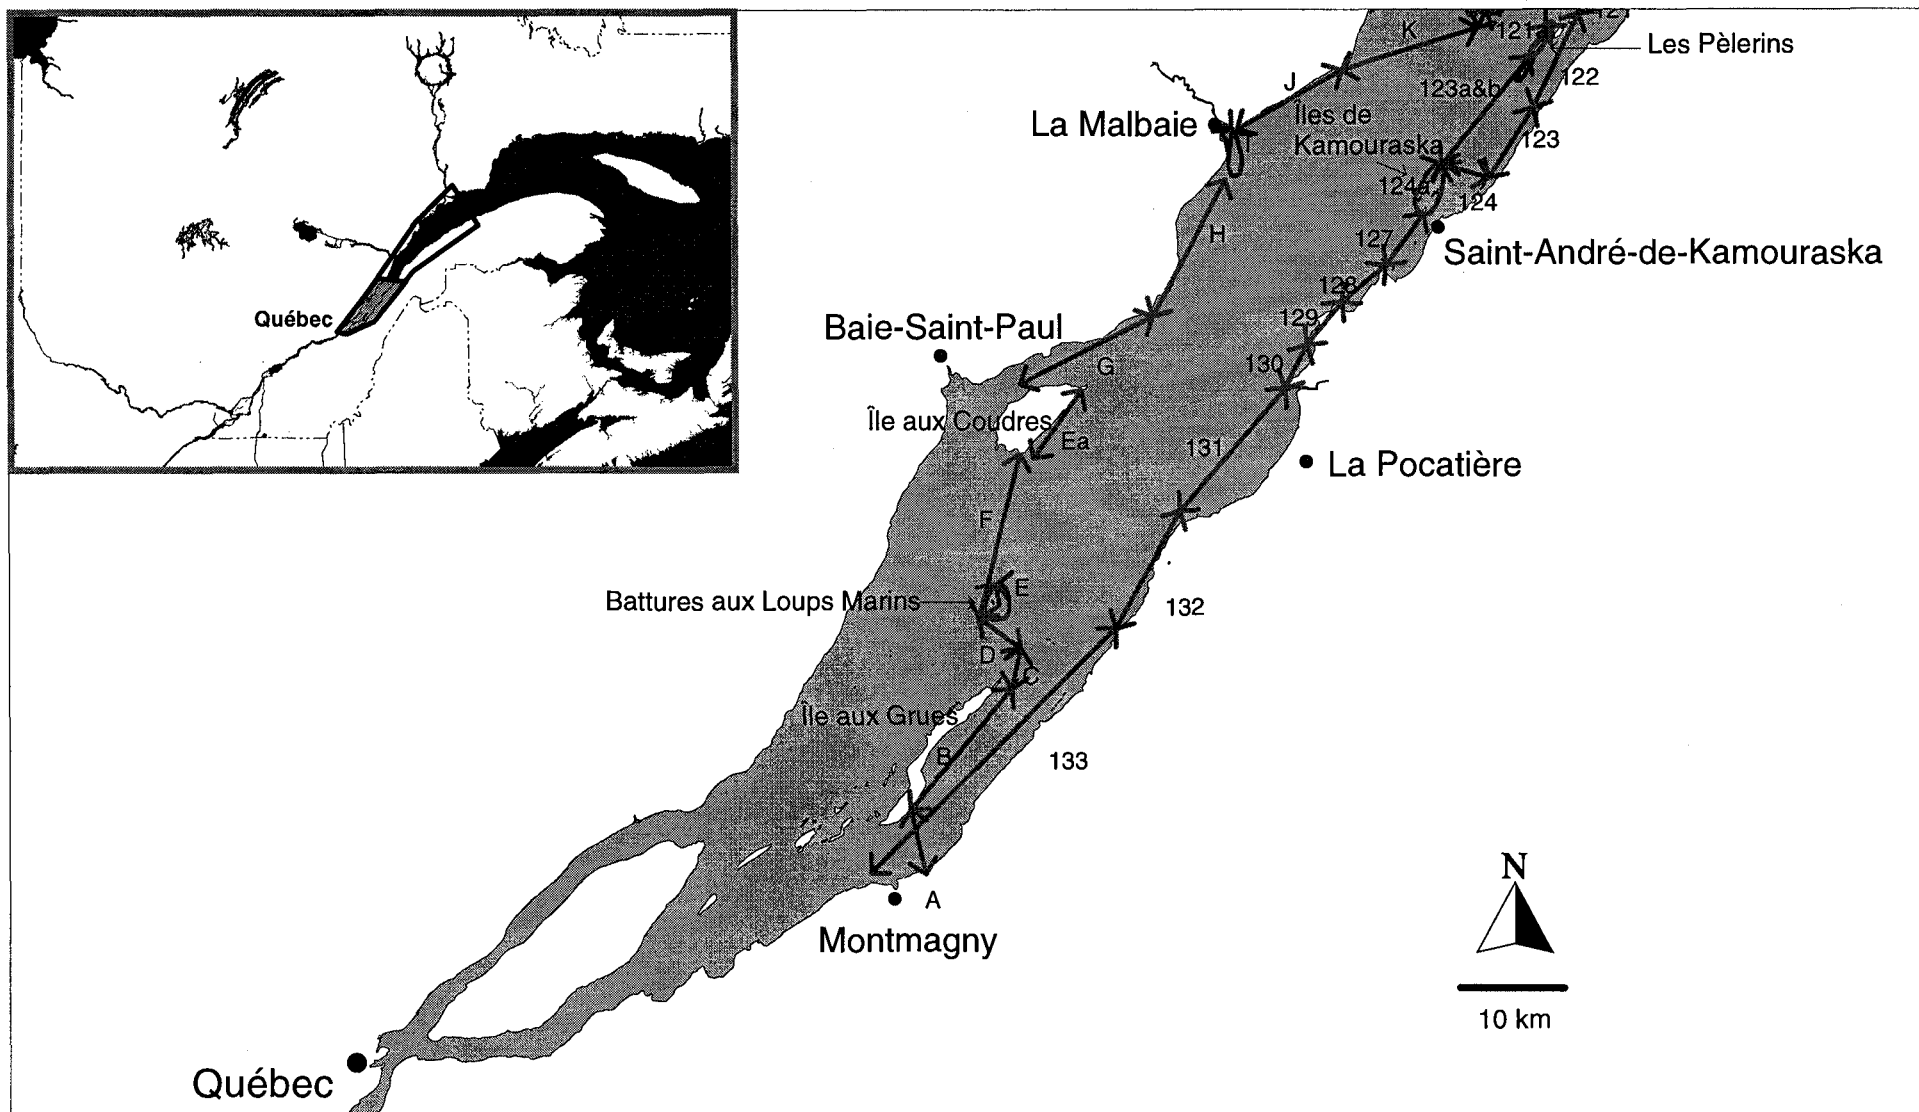 121
K
121a
Les Pèlerins
J
122
123a&b
La Malbaie
Îles de
Kamouraska
I
123
124a
124
H
127
Saint-André-de-Kamouraska
128
Québec
129
Baie-Saint-Paul
130
G
Île aux Coudres
Ea
131
La Pocatière
F
E
Battures aux Loups Marins
132
D
C
Île aux Grues
B
133
A
Montmagny
N
10 km
Québec